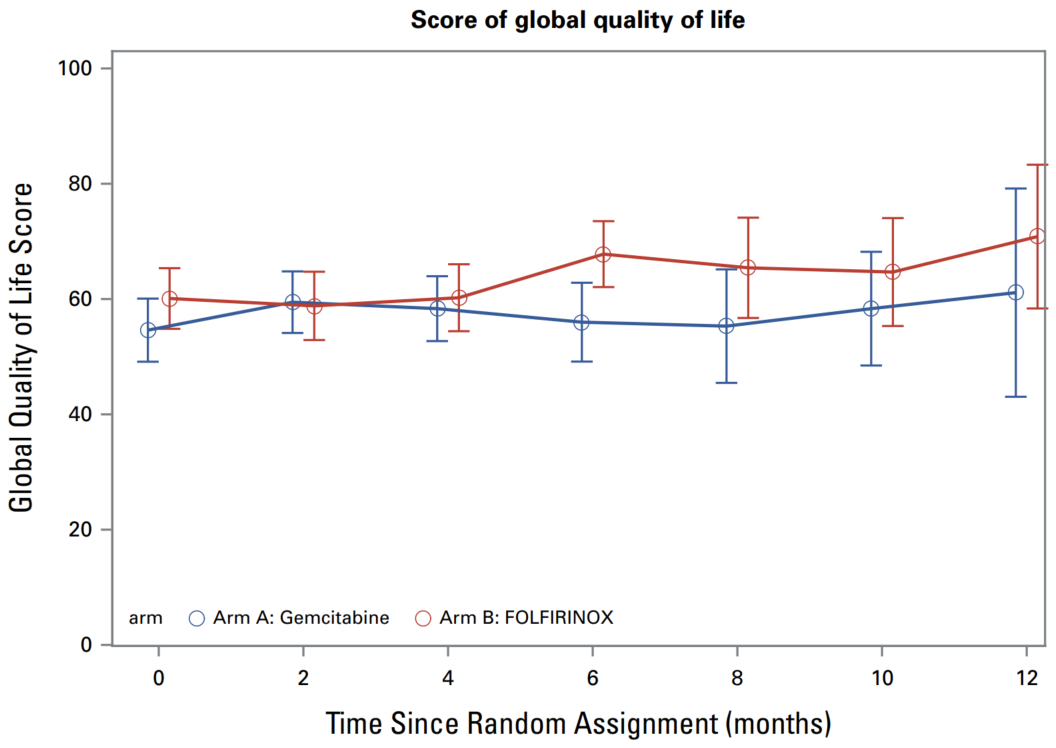 Score of global quality of life
Global Quality of Life Score
100
80
60
40
20
0
arm Arm A: Gemcitabine Arm B: FOLFIRINOX
0 2 4 6 8 10 12
Time Since Random Assignment (months)